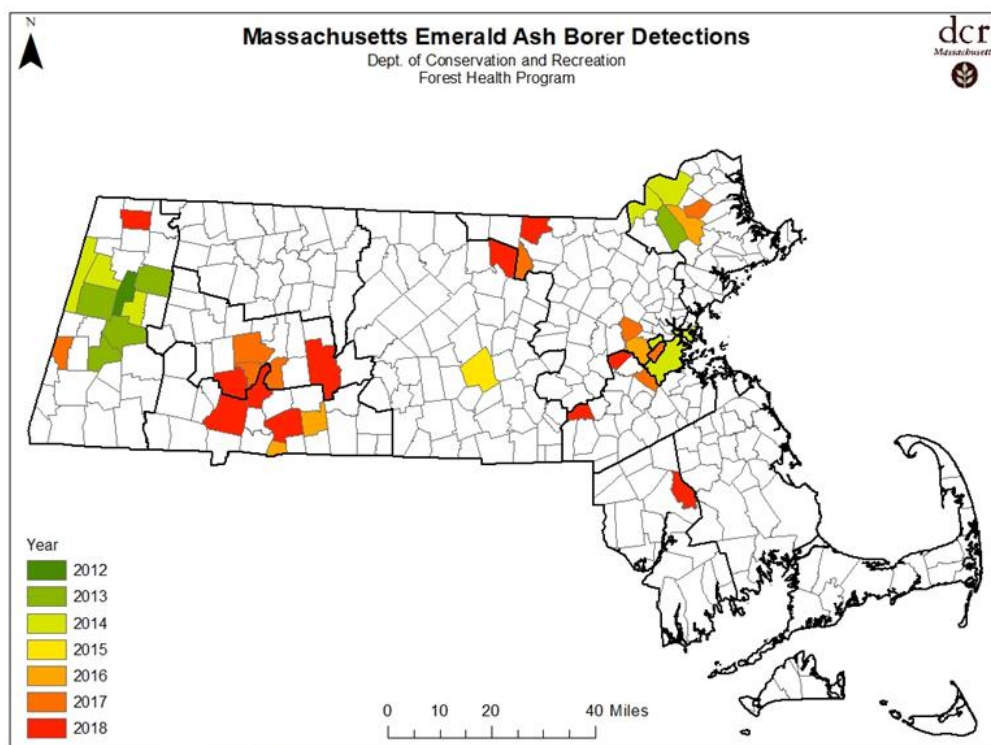 N
Massachusetts Emerald Ash Borer Detections
Dept. of Conservation and Recreation
Forest Health Program
dcr
Massachusetts
Year
2012
2013
2014
2015
2016
2017
2018
0 10 20 40 Miles